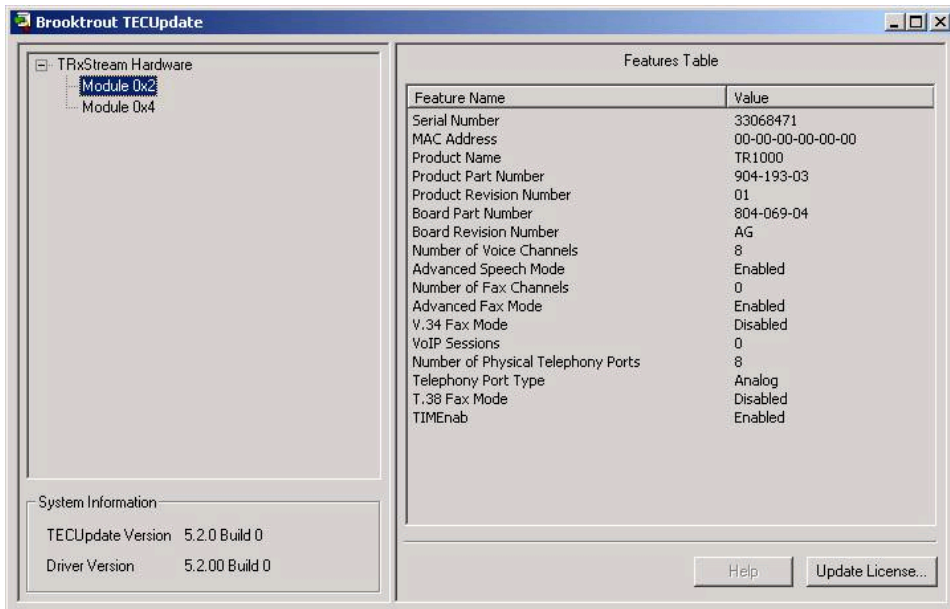 Brooktrout TECUpdate
TRxStream Hardware
Module 0x2
Module 0x4
System Information
TECUpdate Version 5.2.0 Build 0
Driver Version 5.2.00 Build 0
Features Table
Feature Name Value
Serial Number 33068471
MAC Address 00-00-00-00-00-00
Product Name TR1000
Product Part Number 904-193-03
Product Revision Number 01
Board Part Number 804-069-04
Board Revision Number AG
Number of Voice Channels 8
Advanced Speech Mode Enabled
Number of Fax Channels 0
Advanced Fax Mode Enabled
V.34 Fax Mode Disabled
VoIP Sessions 0
Number of Physical Telephony Ports 8
Telephony Port Type Analog
T.38 Fax Mode Disabled
TIMEnab Enabled
Help Update License...